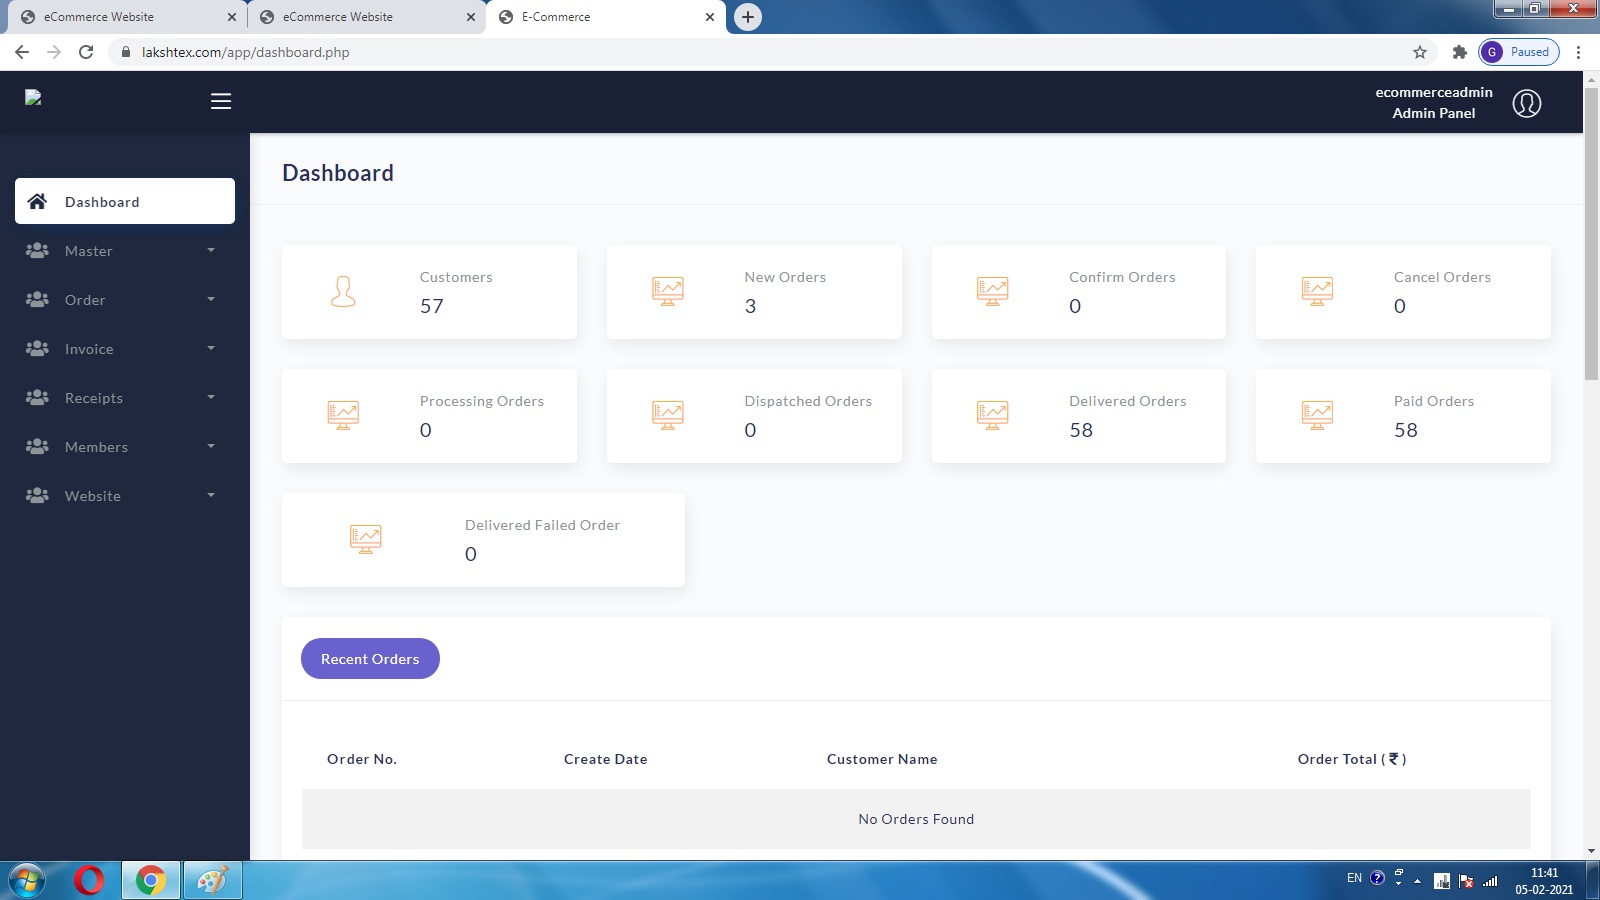 eCommerce Website
eCommerce Website
E-Commerce
lakshtex.com/app/dashboard.php
G Paused
ecommerceadmin
Admin Panel
Dashboard
Master
Order
Invoice
Receipts
Members
Website
Dashboard
Customers
57
New Orders
3
Confirm Orders
0
Cancel Orders
0
Processing Orders
0
Dispatched Orders
0
Delivered Orders
58
Paid Orders
58
Delivered Failed Order
0
Recent Orders
Order No. Create Date Customer Name Order Total ( ₹ )
No Orders Found
EN
11:41
05-02-2021